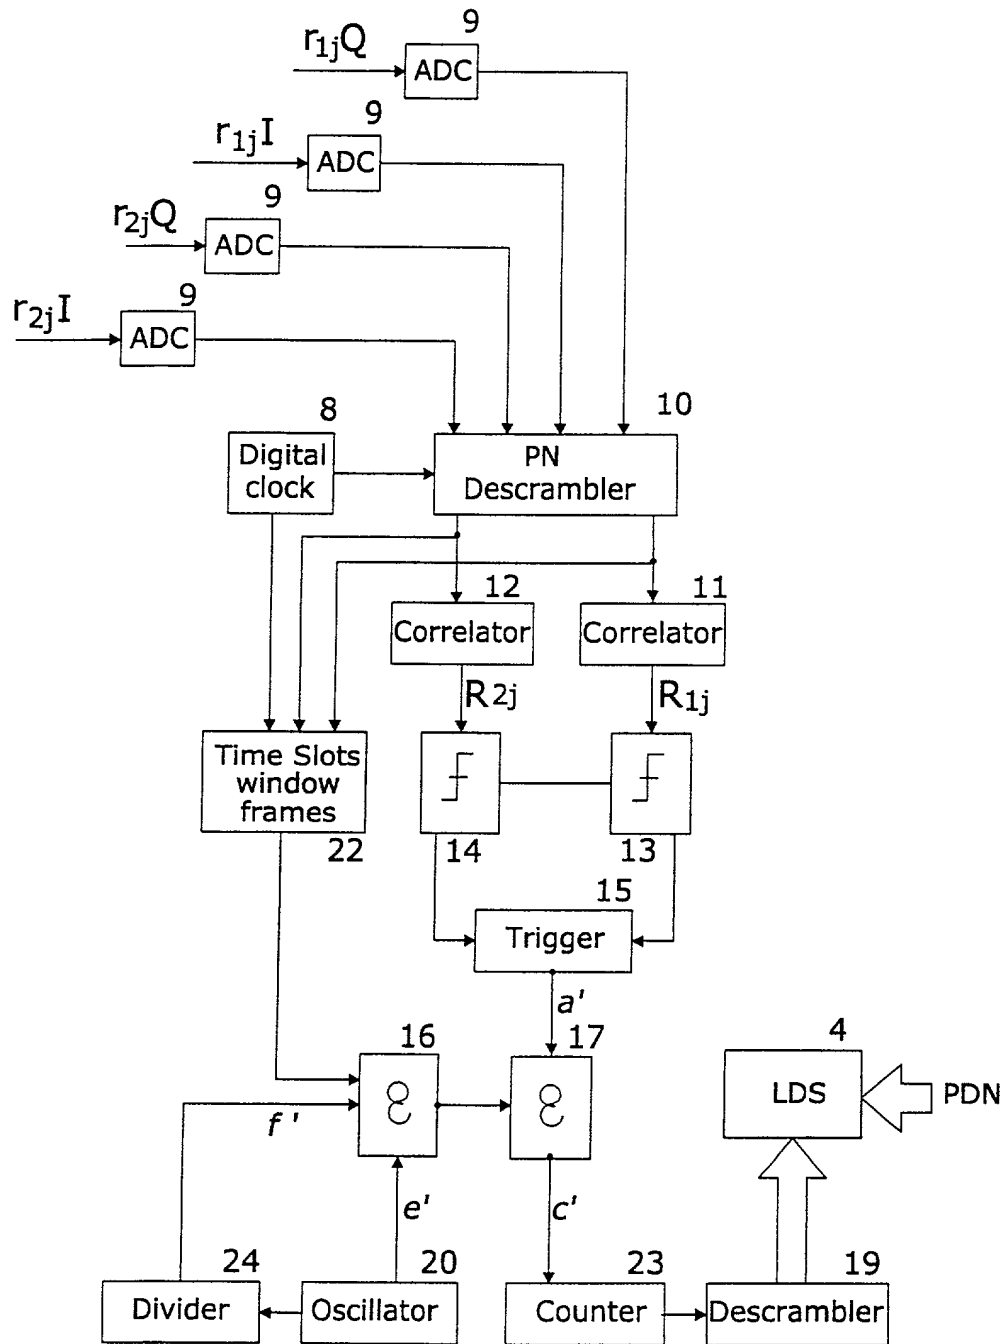 9
r1jQ
ADC
9
r1jI
ADC
9
r2jQ
ADC
9
r2jI
ADC
8
10
Digital
clock
PN
Descrambler
12
11
Correlator
Correlator
R2j
R1j
Time Slots
window
frames
22
14
13
15
Trigger
a'
16
17
4
&
&
LDS
PDN
f'
e'
c'
24
20
23
19
Divider
Oscillator
Counter
Descrambler